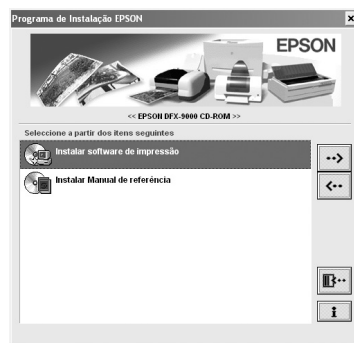 Programa de Instalação EPSON
EPSON
<< EPSON DFX-9000 CD-ROM >>
Seleccione a partir dos itens seguintes
Instalar software de impressão
Instalar Manual de referência